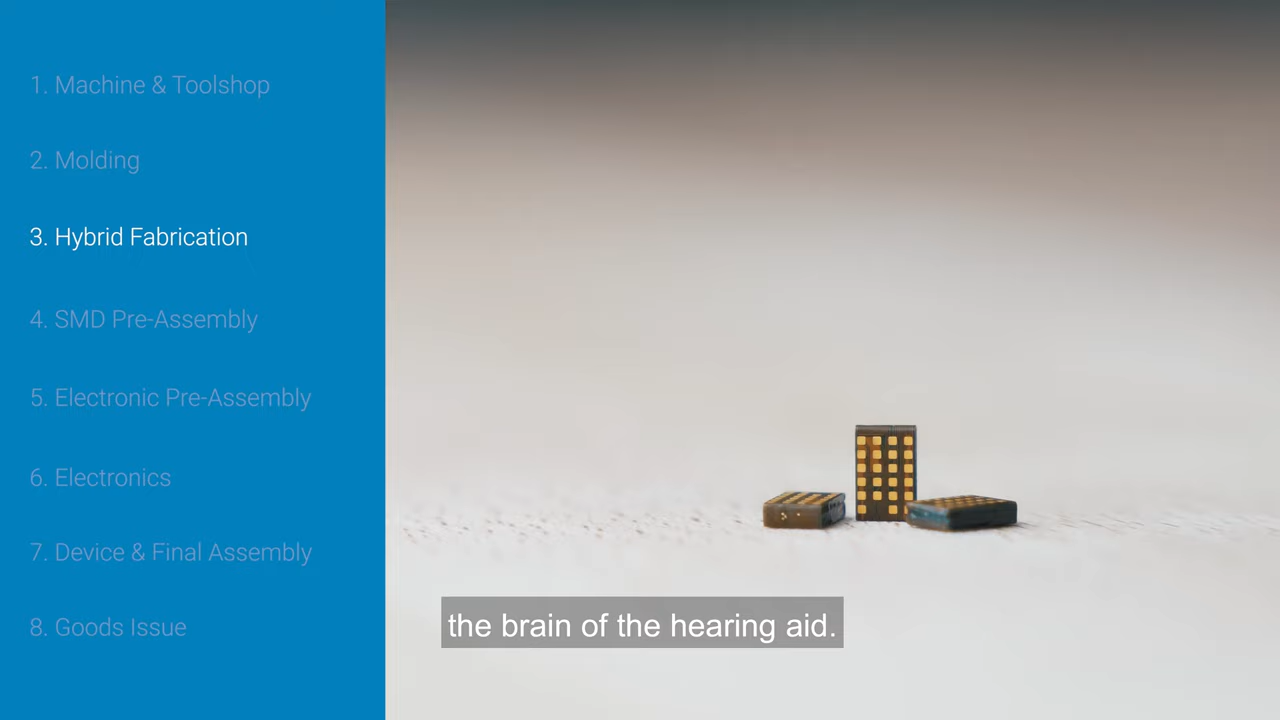 1. Machine & Toolshop
2. Molding
3. Hybrid Fabrication
4. SMD Pre-Assembly
5. Electronic Pre-Assembly
6. Electronics
7. Device & Final Assembly
8. Goods Issue
the brain of the hearing aid.